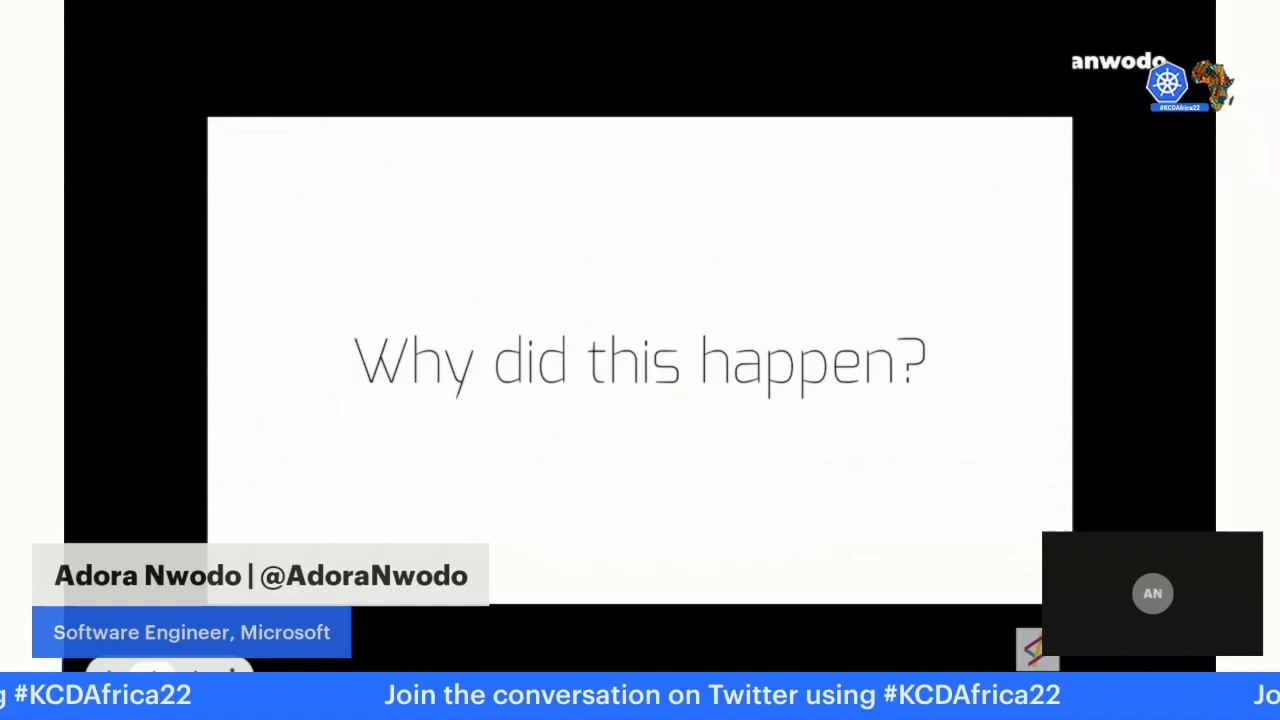 anwodo
#KCDAfrica22
Why did this happen?
Adora Nwodo | @AdoraNwodo
AN
Software Engineer, Microsoft
g #KCDAfrica22
Join the conversation on Twitter using #KCDAfrica22
Jo